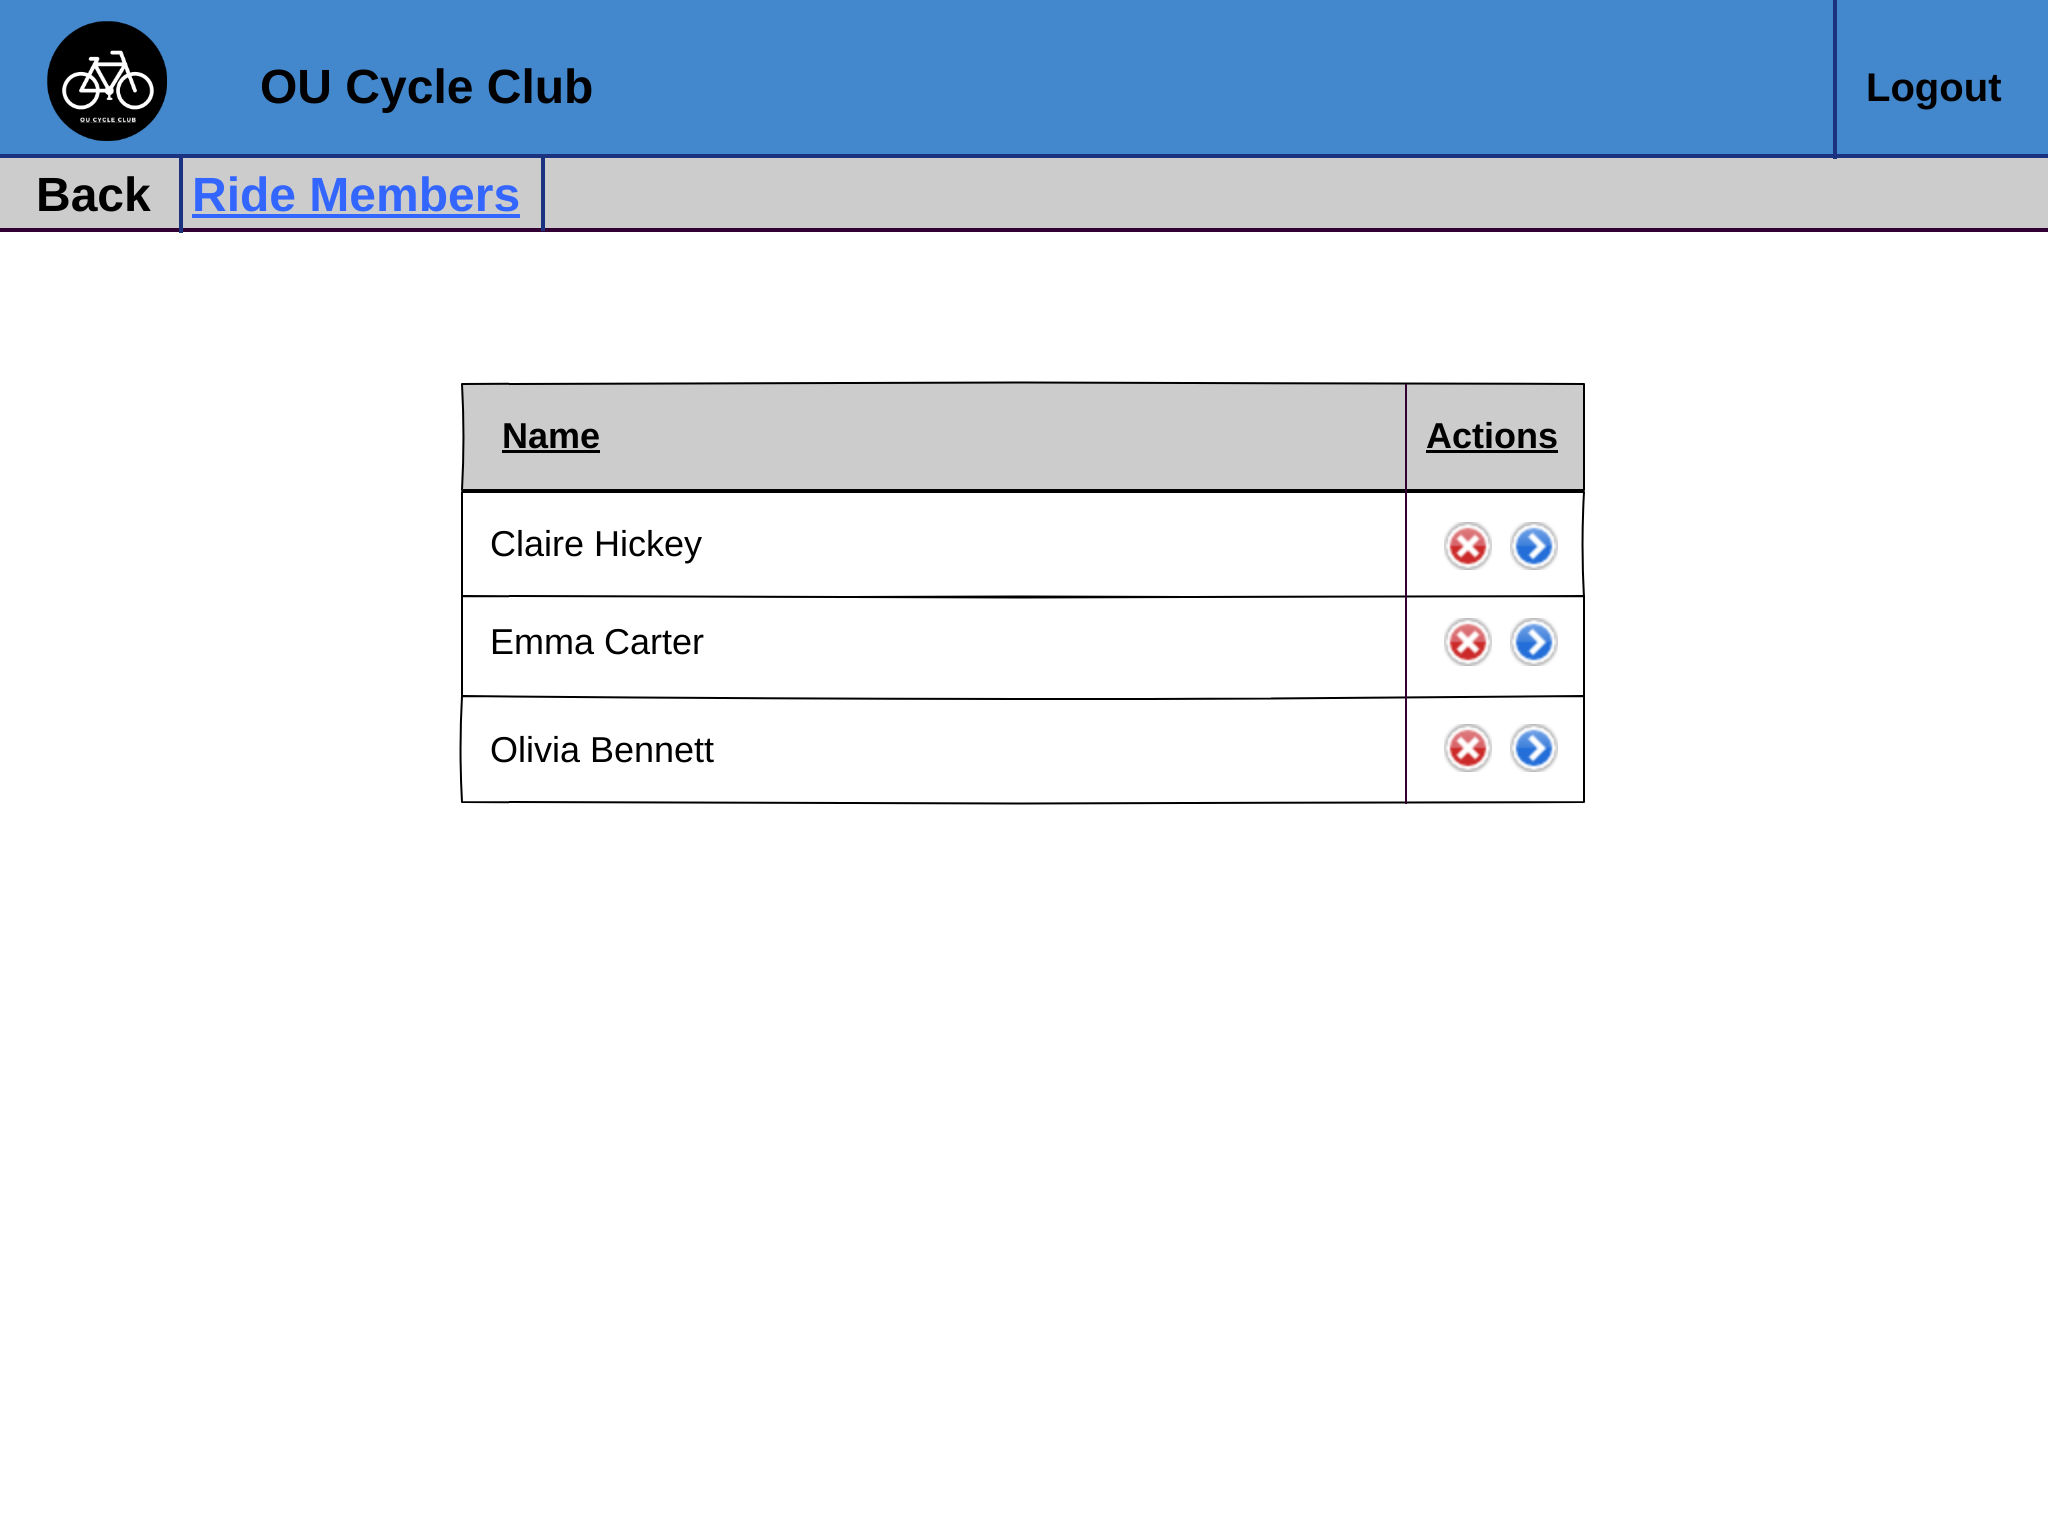 OU CYCLE CLUB
OU Cycle Club
Logout
Back
Ride Members
Name
Actions
Claire Hickey
Emma Carter
Olivia Bennett